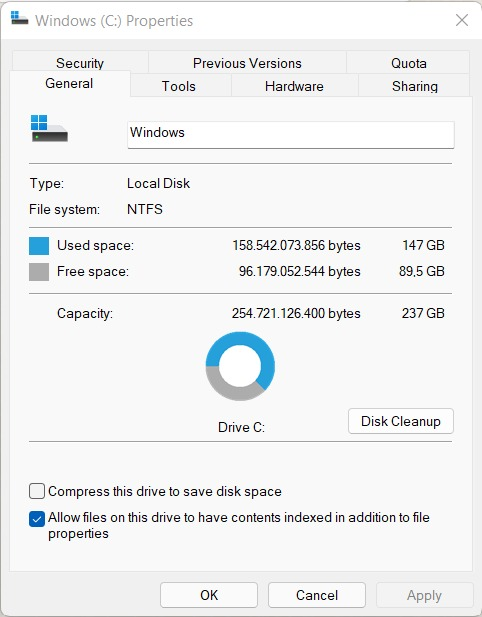 Windows (C:) Properties
Security Previous Versions Quota
General Tools Hardware Sharing
Windows
Type: Local Disk
File system: NTFS
Used space: 158.542.073.856 bytes 147 GB
Free space: 96.179.052.544 bytes 89,5 GB
Capacity: 254.721.126.400 bytes 237 GB
Drive C: Disk Cleanup
Compress this drive to save disk space
Allow files on this drive to have contents indexed in addition to file
properties
OK Cancel Apply